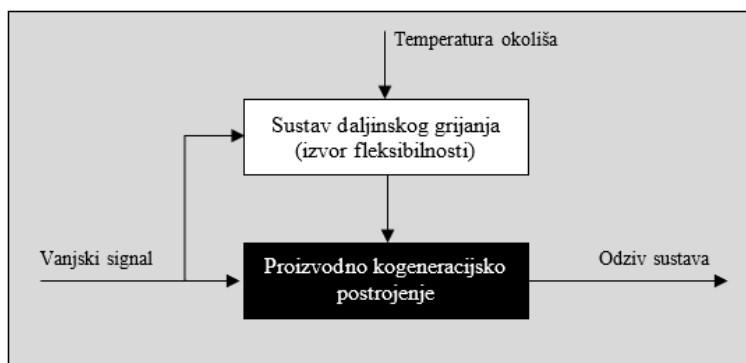 Temperatura okoliša
Sustav daljinskog grijanja
(izvor fleksibilnosti)
Vanjski signal
Proizvodno kogeneracijsko
postrojenje
Odziv sustava